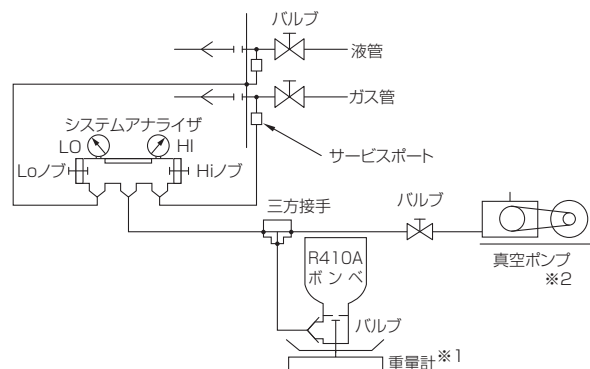 バルブ
液管
ガス管
システムアナライザ
LO
HI
Loノブ
Hiノブ
サービスポート
三方接手
バルブ
R410A
ボンベ
真空ポンプ
※2
バルブ
重量計※1